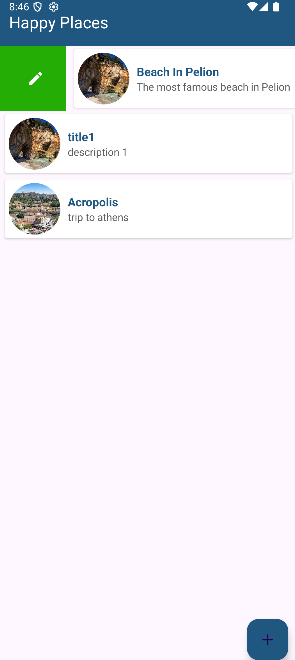 8:46
Happy Places
Beach In Pelion
The most famous beach in Pelion
title1
description 1
Acropolis
trip to athens